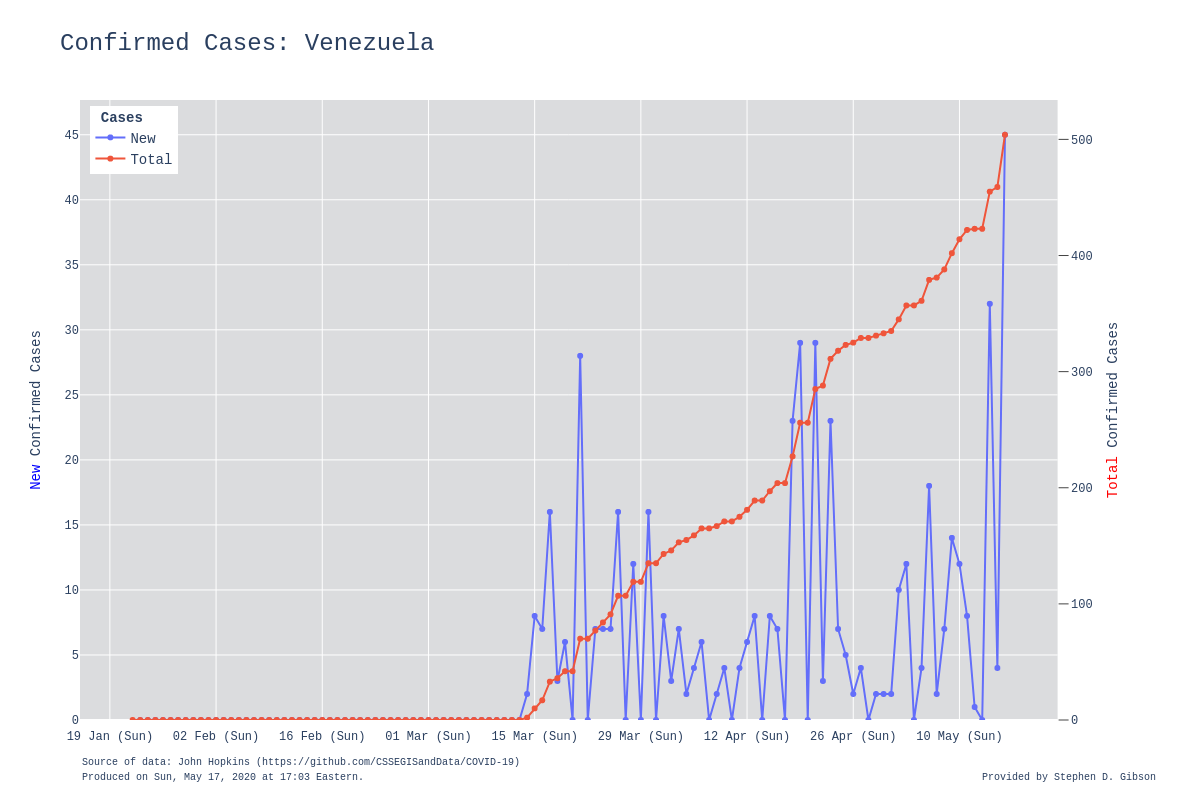 Confirmed Cases: Venezuela
Cases
New
Total
45
40
35
30
25
20
15
10
5
0
New Confirmed Cases
500
400
300
200
100
0
Total Confirmed Cases
19 Jan (Sun) 02 Feb (Sun) 16 Feb (Sun) 01 Mar (Sun) 15 Mar (Sun) 29 Mar (Sun) 12 Apr (Sun) 26 Apr (Sun) 10 May (Sun)
Source of data: John Hopkins (https://github.com/CSSEGISandData/COVID-19)
Produced on Sun, May 17, 2020 at 17:03 Eastern.
Provided by Stephen D. Gibson